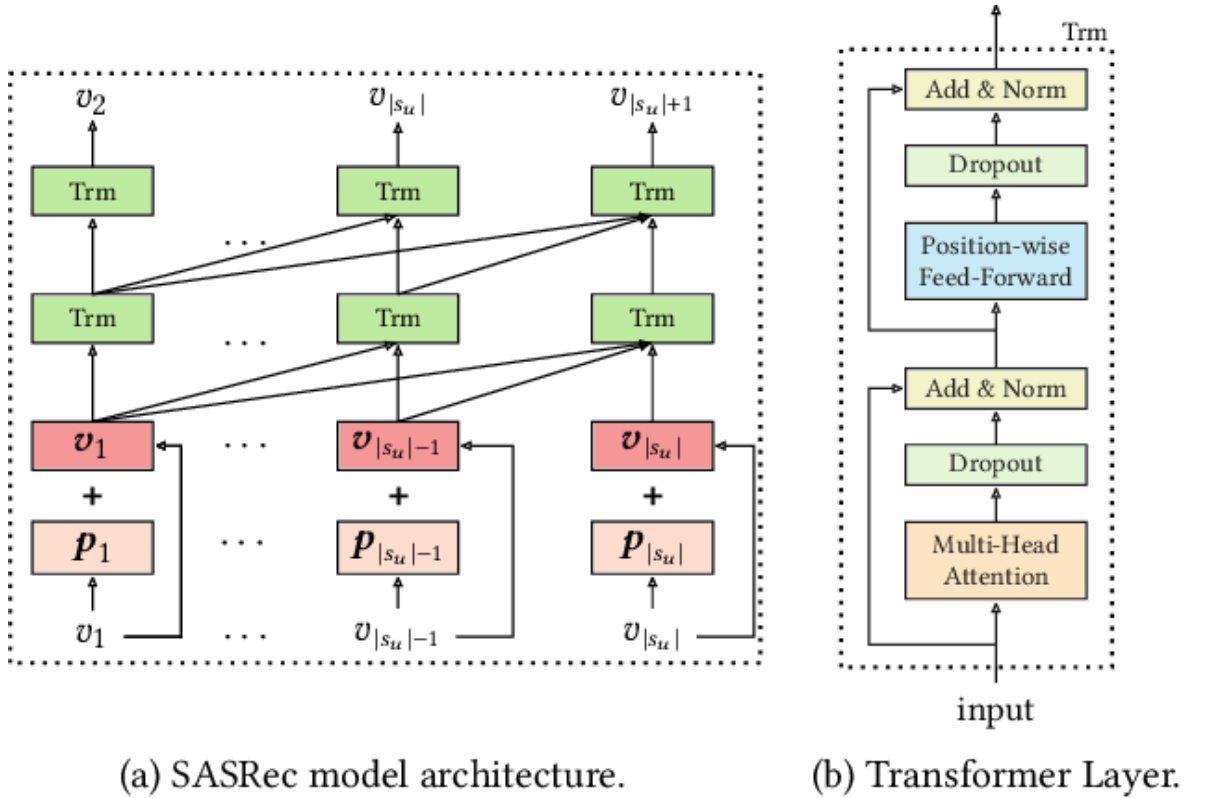 v₂ v|sᵤ| v|sᵤ|+1
Trm Trm Trm
...
Trm ... Trm Trm
v₁ ... v|sᵤ|−1 v|sᵤ|
+ + +
p₁ ... p|sᵤ|−1 p|sᵤ|
v₁ ... v|sᵤ|−1 v|sᵤ|
(a) SASRec model architecture.
Trm
Add & Norm
Dropout
Position-wise
Feed-Forward
Add & Norm
Dropout
Multi-Head
Attention
input
(b) Transformer Layer.